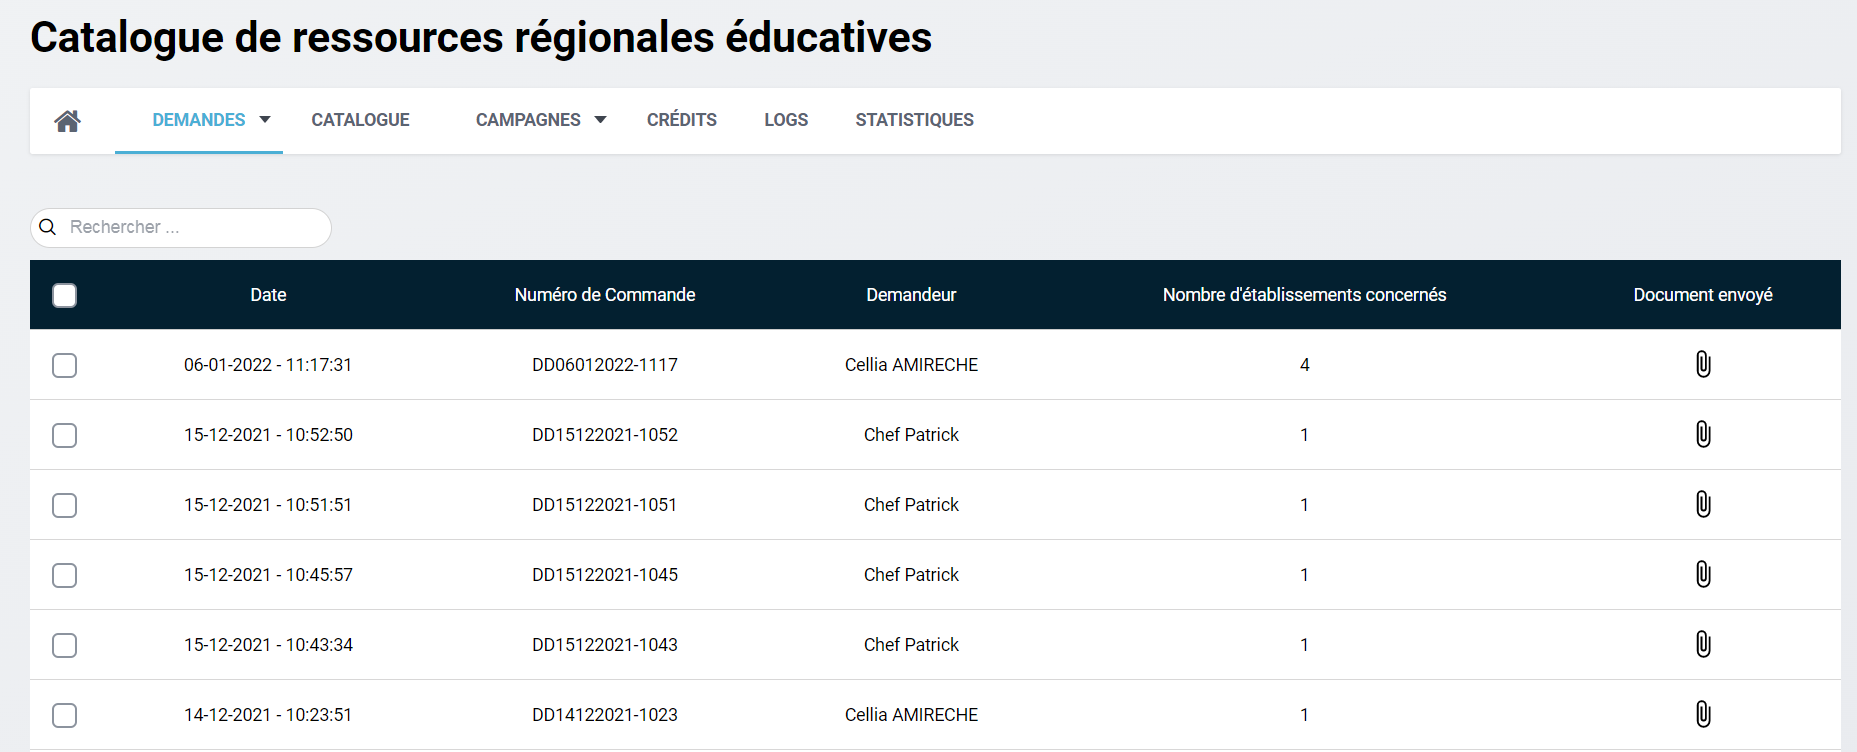 Catalogue de ressources régionales éducatives
DEMANDES CATALOGUE CAMPAGNES CRÉDITS LOGS STATISTIQUES
Rechercher ...
Date Numéro de Commande Demandeur Nombre d'établissements concernés Document envoyé
06-01-2022 - 11:17:31 DD06012022-1117 Cellia AMIRECHE 4
15-12-2021 - 10:52:50 DD15122021-1052 Chef Patrick 1
15-12-2021 - 10:51:51 DD15122021-1051 Chef Patrick 1
15-12-2021 - 10:45:57 DD15122021-1045 Chef Patrick 1
15-12-2021 - 10:43:34 DD15122021-1043 Chef Patrick 1
14-12-2021 - 10:23:51 DD14122021-1023 Cellia AMIRECHE 1